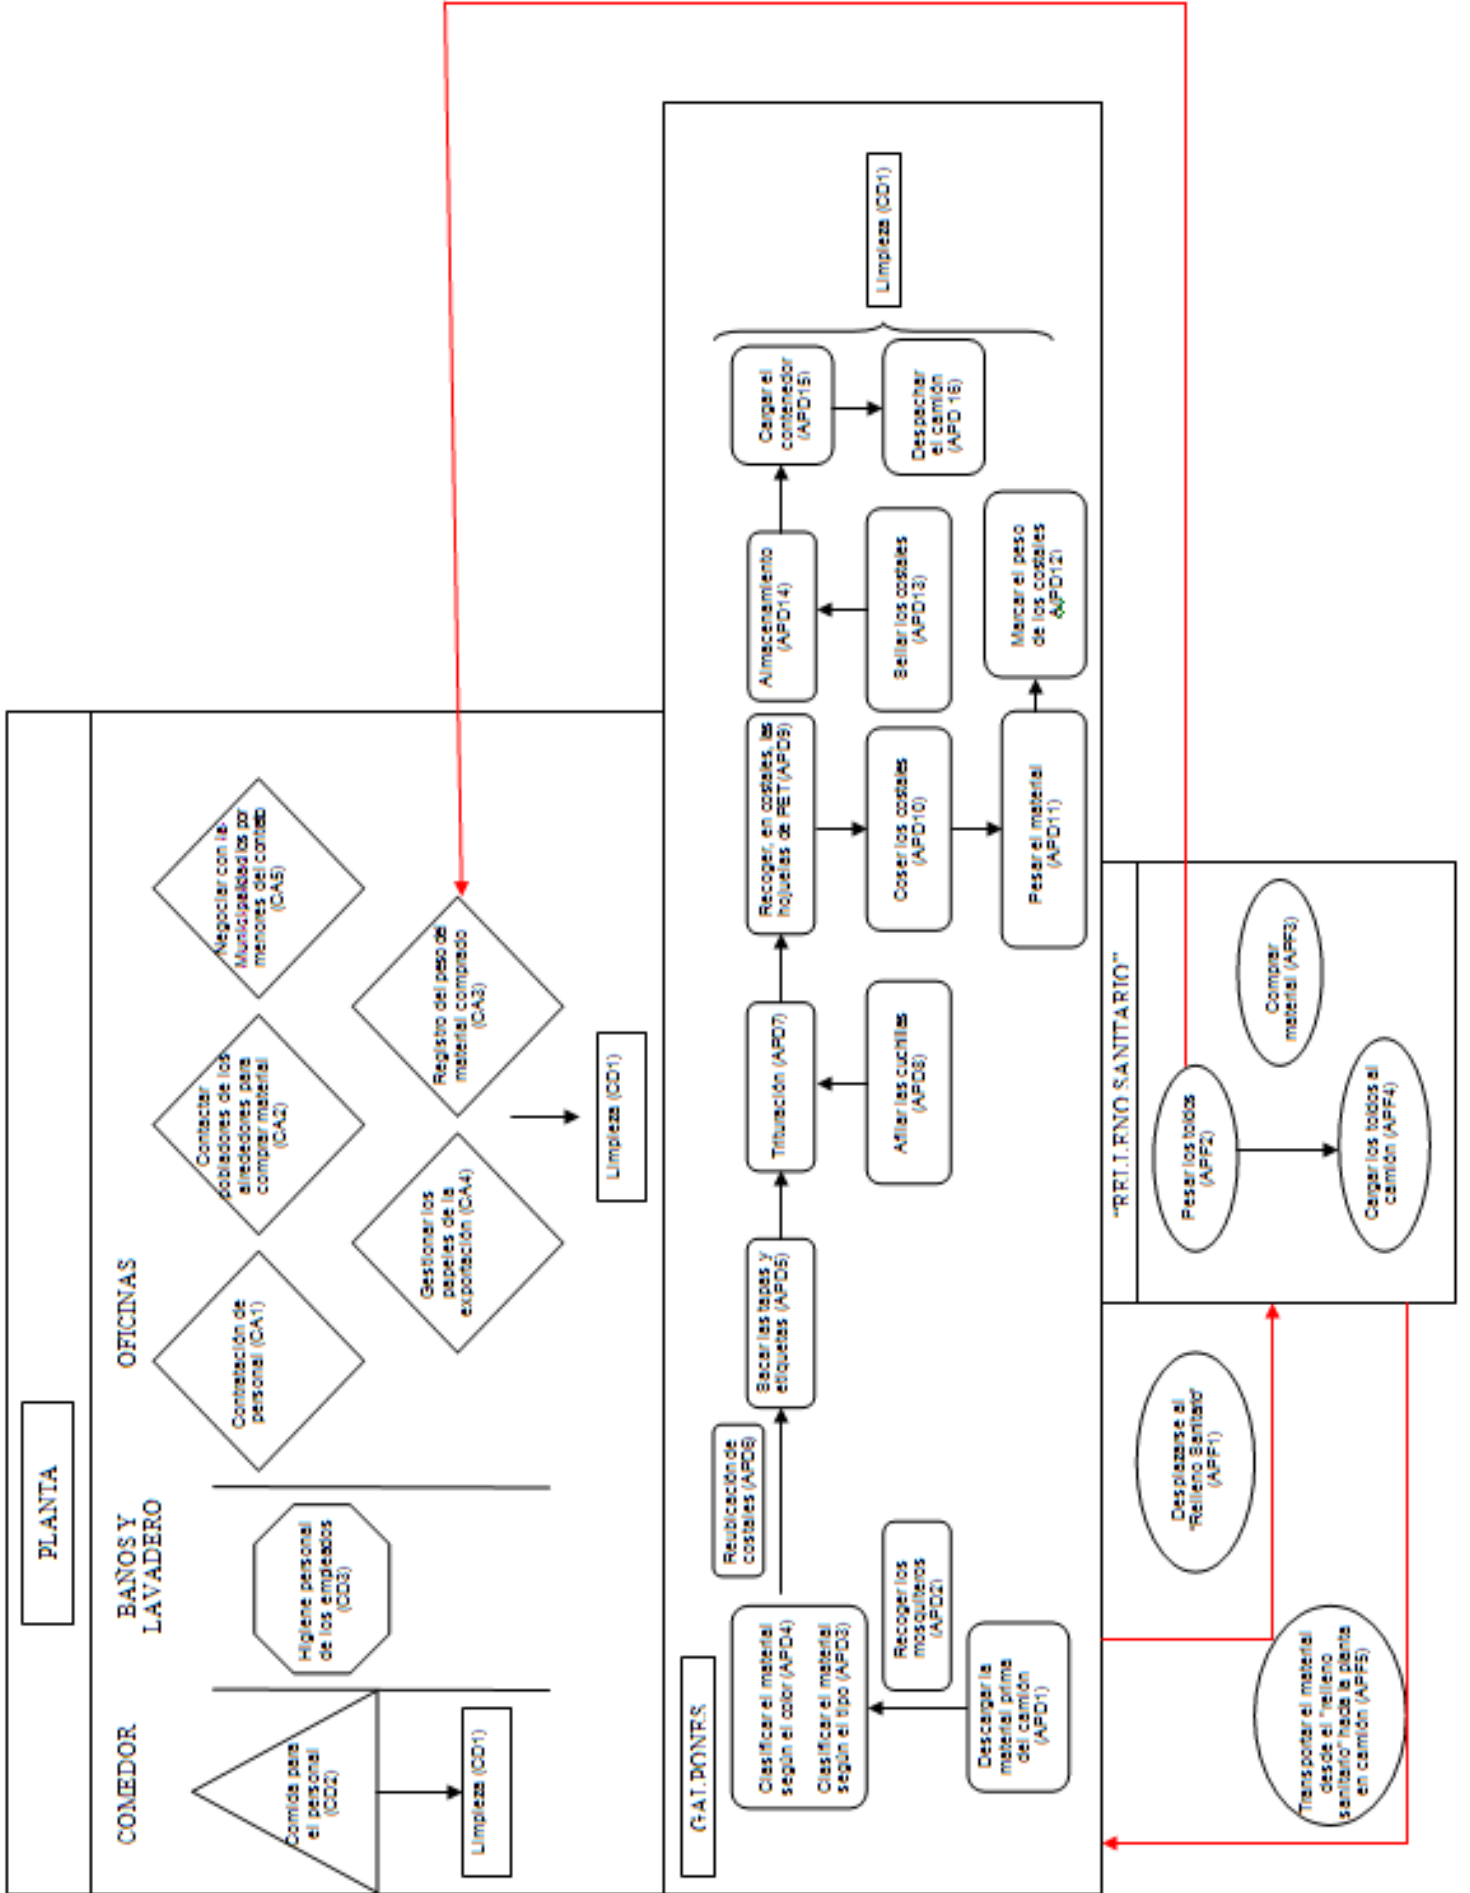 PLANTA
COMEDOR
BAÑOS Y
LAVADERO
OFICINAS
Comida para
el personal
(CD2)
Limpieza (CD1)
Higiene personal
de los empleados
(CD3)
Contratación de
personal (CA1)
Contactar
pobladores de los
alrededores para
comprar material
(CA2)
Negociar con la
Municipalidad los por
menores del contrato
(CA5)
Gestionar los
papeles de la
exportación (CA4)
Registro del peso del
material comprado
(CA3)
Limpieza (CD1)
GALPONES
Clasificar el material
según el color (APD4)
Clasificar el material
según el tipo (APD3)
Recoger los
mosquiteros
(APD2)
Descargar la
material prima
del camión
(APD1)
Reubicación de
costales (APD6)
Sacar las tapas y
etiquetas (APD5)
Trituración (APD7)
Afilar las cuchillas
(APD8)
Recoger, en costales, las
hojuelas de PET (APD9)
Coser los costales
(APD10)
Pesar el material
(APD11)
Marcar el peso
de los costales
A(PD12)
Sellar los costales
(APD13)
Almacenamiento
(APD14)
Cargar el
contenedor
(APD15)
Despachar
el camión
(APD 16)
Limpieza (CD1)
"RELLENO SANITARIO"
Pesar los toldos
(APF2)
Comprar
material (APF3)
Cargar los toldos al
camión (APF4)
Desplazarse al
"Relleno Sanitario"
(APF1)
Transportar el material
desde el "relleno
sanitario" hacia la planta
en camión (APF5)